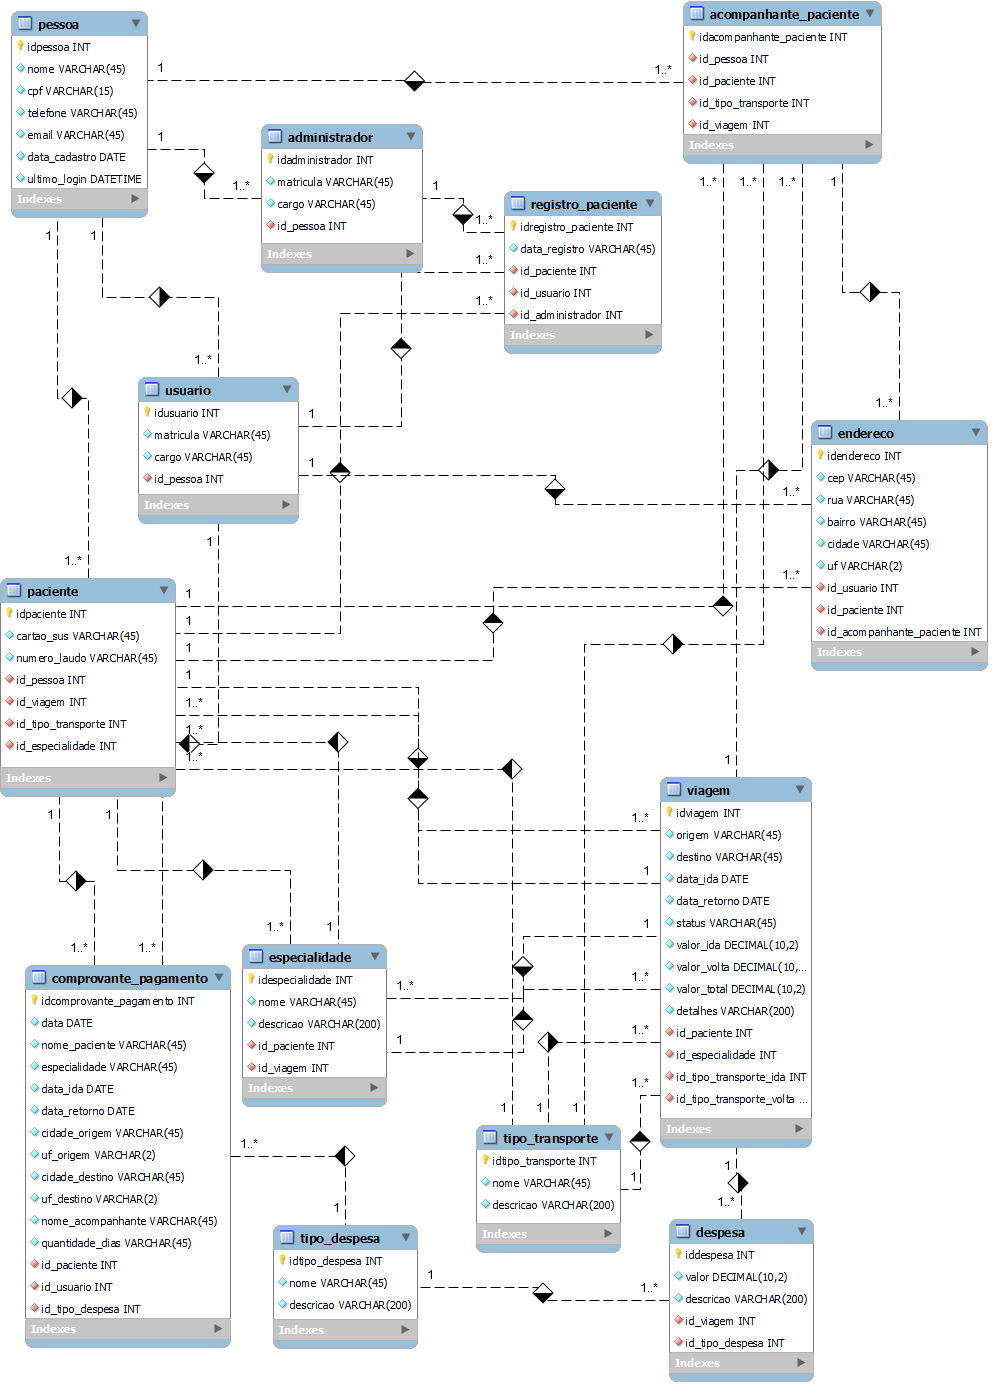 pessoa
idpessoa INT
nome VARCHAR(45)
cpf VARCHAR(15)
telefone VARCHAR(45)
email VARCHAR(45)
data_cadastro DATE
ultimo_login DATETIME
Indexes
acompanhante_paciente
idacompanhante_paciente INT
id_pessoa INT
id_paciente INT
id_tipo_transporte INT
id_viagem INT
Indexes
1
1..*
1
1..*
administrador
idadministrador INT
matricula VARCHAR(45)
cargo VARCHAR(45)
id_pessoa INT
Indexes
1
1..*
1..*
1..*
registro_paciente
idregistro_paciente INT
data_registro VARCHAR(45)
id_paciente INT
id_usuario INT
id_administrador INT
Indexes
1..*
1..*
1..*
1
1
1
1..*
1..*
usuario
idusuario INT
matricula VARCHAR(45)
cargo VARCHAR(45)
id_pessoa INT
Indexes
1
1
1
1..*
endereco
idendereco INT
cep VARCHAR(45)
rua VARCHAR(45)
bairro VARCHAR(45)
cidade VARCHAR(45)
uf VARCHAR(2)
id_usuario INT
id_paciente INT
id_acompanhante_paciente INT
Indexes
1..*
1..*
paciente
idpaciente INT
cartao_sus VARCHAR(45)
numero_laudo VARCHAR(45)
id_pessoa INT
id_viagem INT
id_tipo_transporte INT
id_especialidade INT
Indexes
1
1
1
1
1..*
1..*
1..*
1
1
1
1..*
1..*
1..*
1
1
viagem
idviagem INT
origem VARCHAR(45)
destino VARCHAR(45)
data_ida DATE
data_retorno DATE
status VARCHAR(45)
valor_ida DECIMAL(10,2)
valor_volta DECIMAL(10,...
valor_total DECIMAL(10,2)
detalhes VARCHAR(200)
id_paciente INT
id_especialidade INT
id_tipo_transporte_ida INT
id_tipo_transporte_volta ...
Indexes
1..*
1
1
1..*
1..*
1..*
especialidade
idespecialidade INT
nome VARCHAR(45)
descricao VARCHAR(200)
id_paciente INT
id_viagem INT
Indexes
1..*
1
comprovante_pagamento
idcomprovante_pagamento INT
data DATE
nome_paciente VARCHAR(45)
especialidade VARCHAR(45)
data_ida DATE
data_retorno DATE
cidade_origem VARCHAR(45)
uf_origem VARCHAR(2)
cidade_destino VARCHAR(45)
uf_destino VARCHAR(2)
nome_acompanhante VARCHAR(45)
quantidade_dias VARCHAR(45)
id_paciente INT
id_usuario INT
id_tipo_despesa INT
Indexes
1..*
1
1
1
1
tipo_transporte
idtipo_transporte INT
nome VARCHAR(45)
descricao VARCHAR(200)
Indexes
1
1
1..*
tipo_despesa
idtipo_despesa INT
nome VARCHAR(45)
descricao VARCHAR(200)
Indexes
1
1..*
despesa
iddespesa INT
valor DECIMAL(10,2)
descricao VARCHAR(200)
id_viagem INT
id_tipo_despesa INT
Indexes